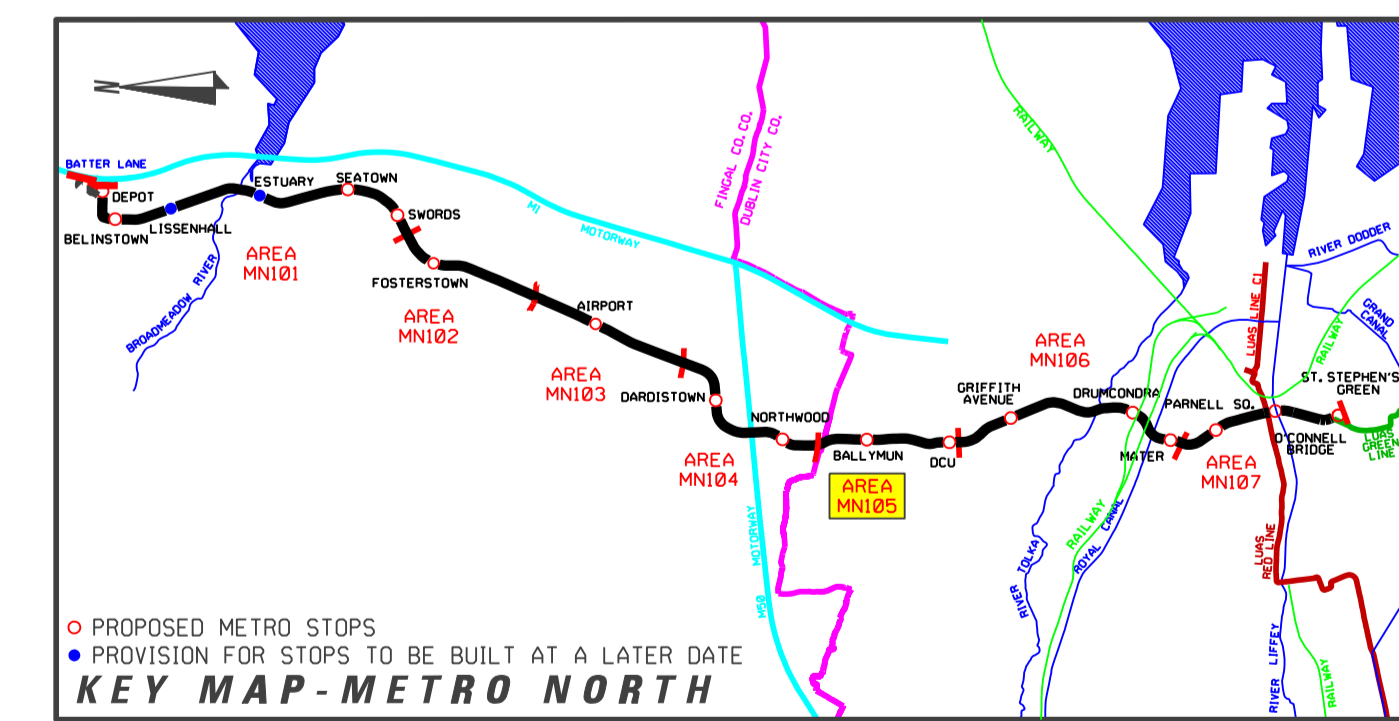 N
BATTER LANE
DEPOT
BELINSTOWN
LISSENHALL
ESTUARY
SEATOWN
SWORDS
BROADMEADOW RIVER
AREA
MN101
FOSTERSTOWN
AREA
MN102
M1
MOTORWAY
AIRPORT
AREA
MN103
DARDISTOWN
FINGAL CO. CO.
DUBLIN CITY CO.
NORTHWOOD
AREA
MN104
MOTORWAY
M50
BALLYMUN
AREA
MN105
DCU
GRIFFITH
AVENUE
AREA
MN106
RAILWAY
DRUMCONDRA
MATER
PARNELL SQ.
AREA
MN107
RIVER TOLKA
RAILWAY
ROYAL CANAL
LUAS LINE C1
RIVER DODDER
GRAND
CANAL
RAILWAY
ST. STEPHEN'S
GREEN
O'CONNELL
BRIDGE
LUAS
GREEN
LINE
LUAS
RED LINE
RIVER LIFFEY
RAILWAY
PROPOSED METRO STOPS
PROVISION FOR STOPS TO BE BUILT AT A LATER DATE
KEY MAP-METRO NORTH